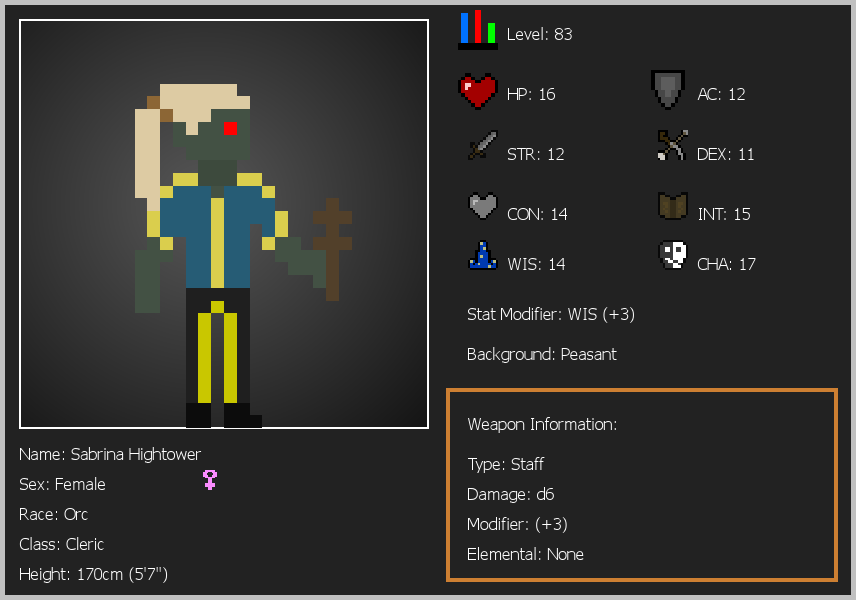 Level: 83
HP: 16
AC: 12
STR: 12
DEX: 11
CON: 14
INT: 15
WIS: 14
CHA: 17
Stat Modifier: WIS (+3)
Background: Peasant
Weapon Information:
Type: Staff
Damage: d6
Modifier: (+3)
Elemental: None
Name: Sabrina Hightower
Sex: Female
Race: Orc
Class: Cleric
Height: 170cm (5'7")